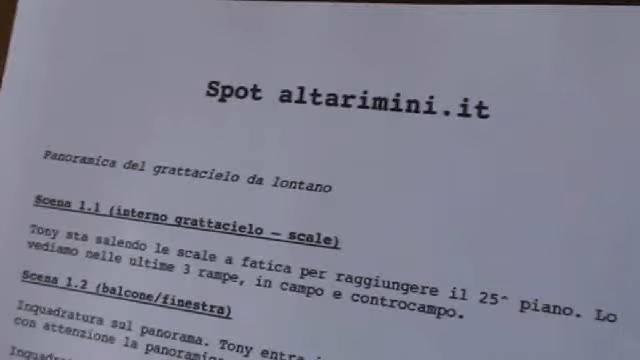 Spot altarimini.it
Panoramica del grattacielo da lontano
Scena 1.1 (interno grattacielo – scale)
Tony sta salendo le scale a fatica per raggiungere il 25^ piano. Lo
vediamo nelle ultime 3 rampe, in campo e controcampo.
Scena 1.2 (balcone/finestra)
Inquadratura sul panorama. Tony entra
con attenzione la